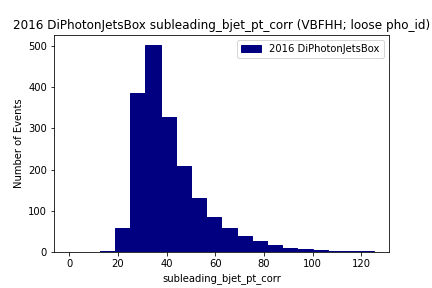 2016 DiPhotonJetsBox subleading_bjet_pt_corr (VBFHH; loose pho_id)
2016 DiPhotonJetsBox
Number of Events
500
400
300
200
100
0
0 20 40 60 80 100 120
subleading_bjet_pt_corr